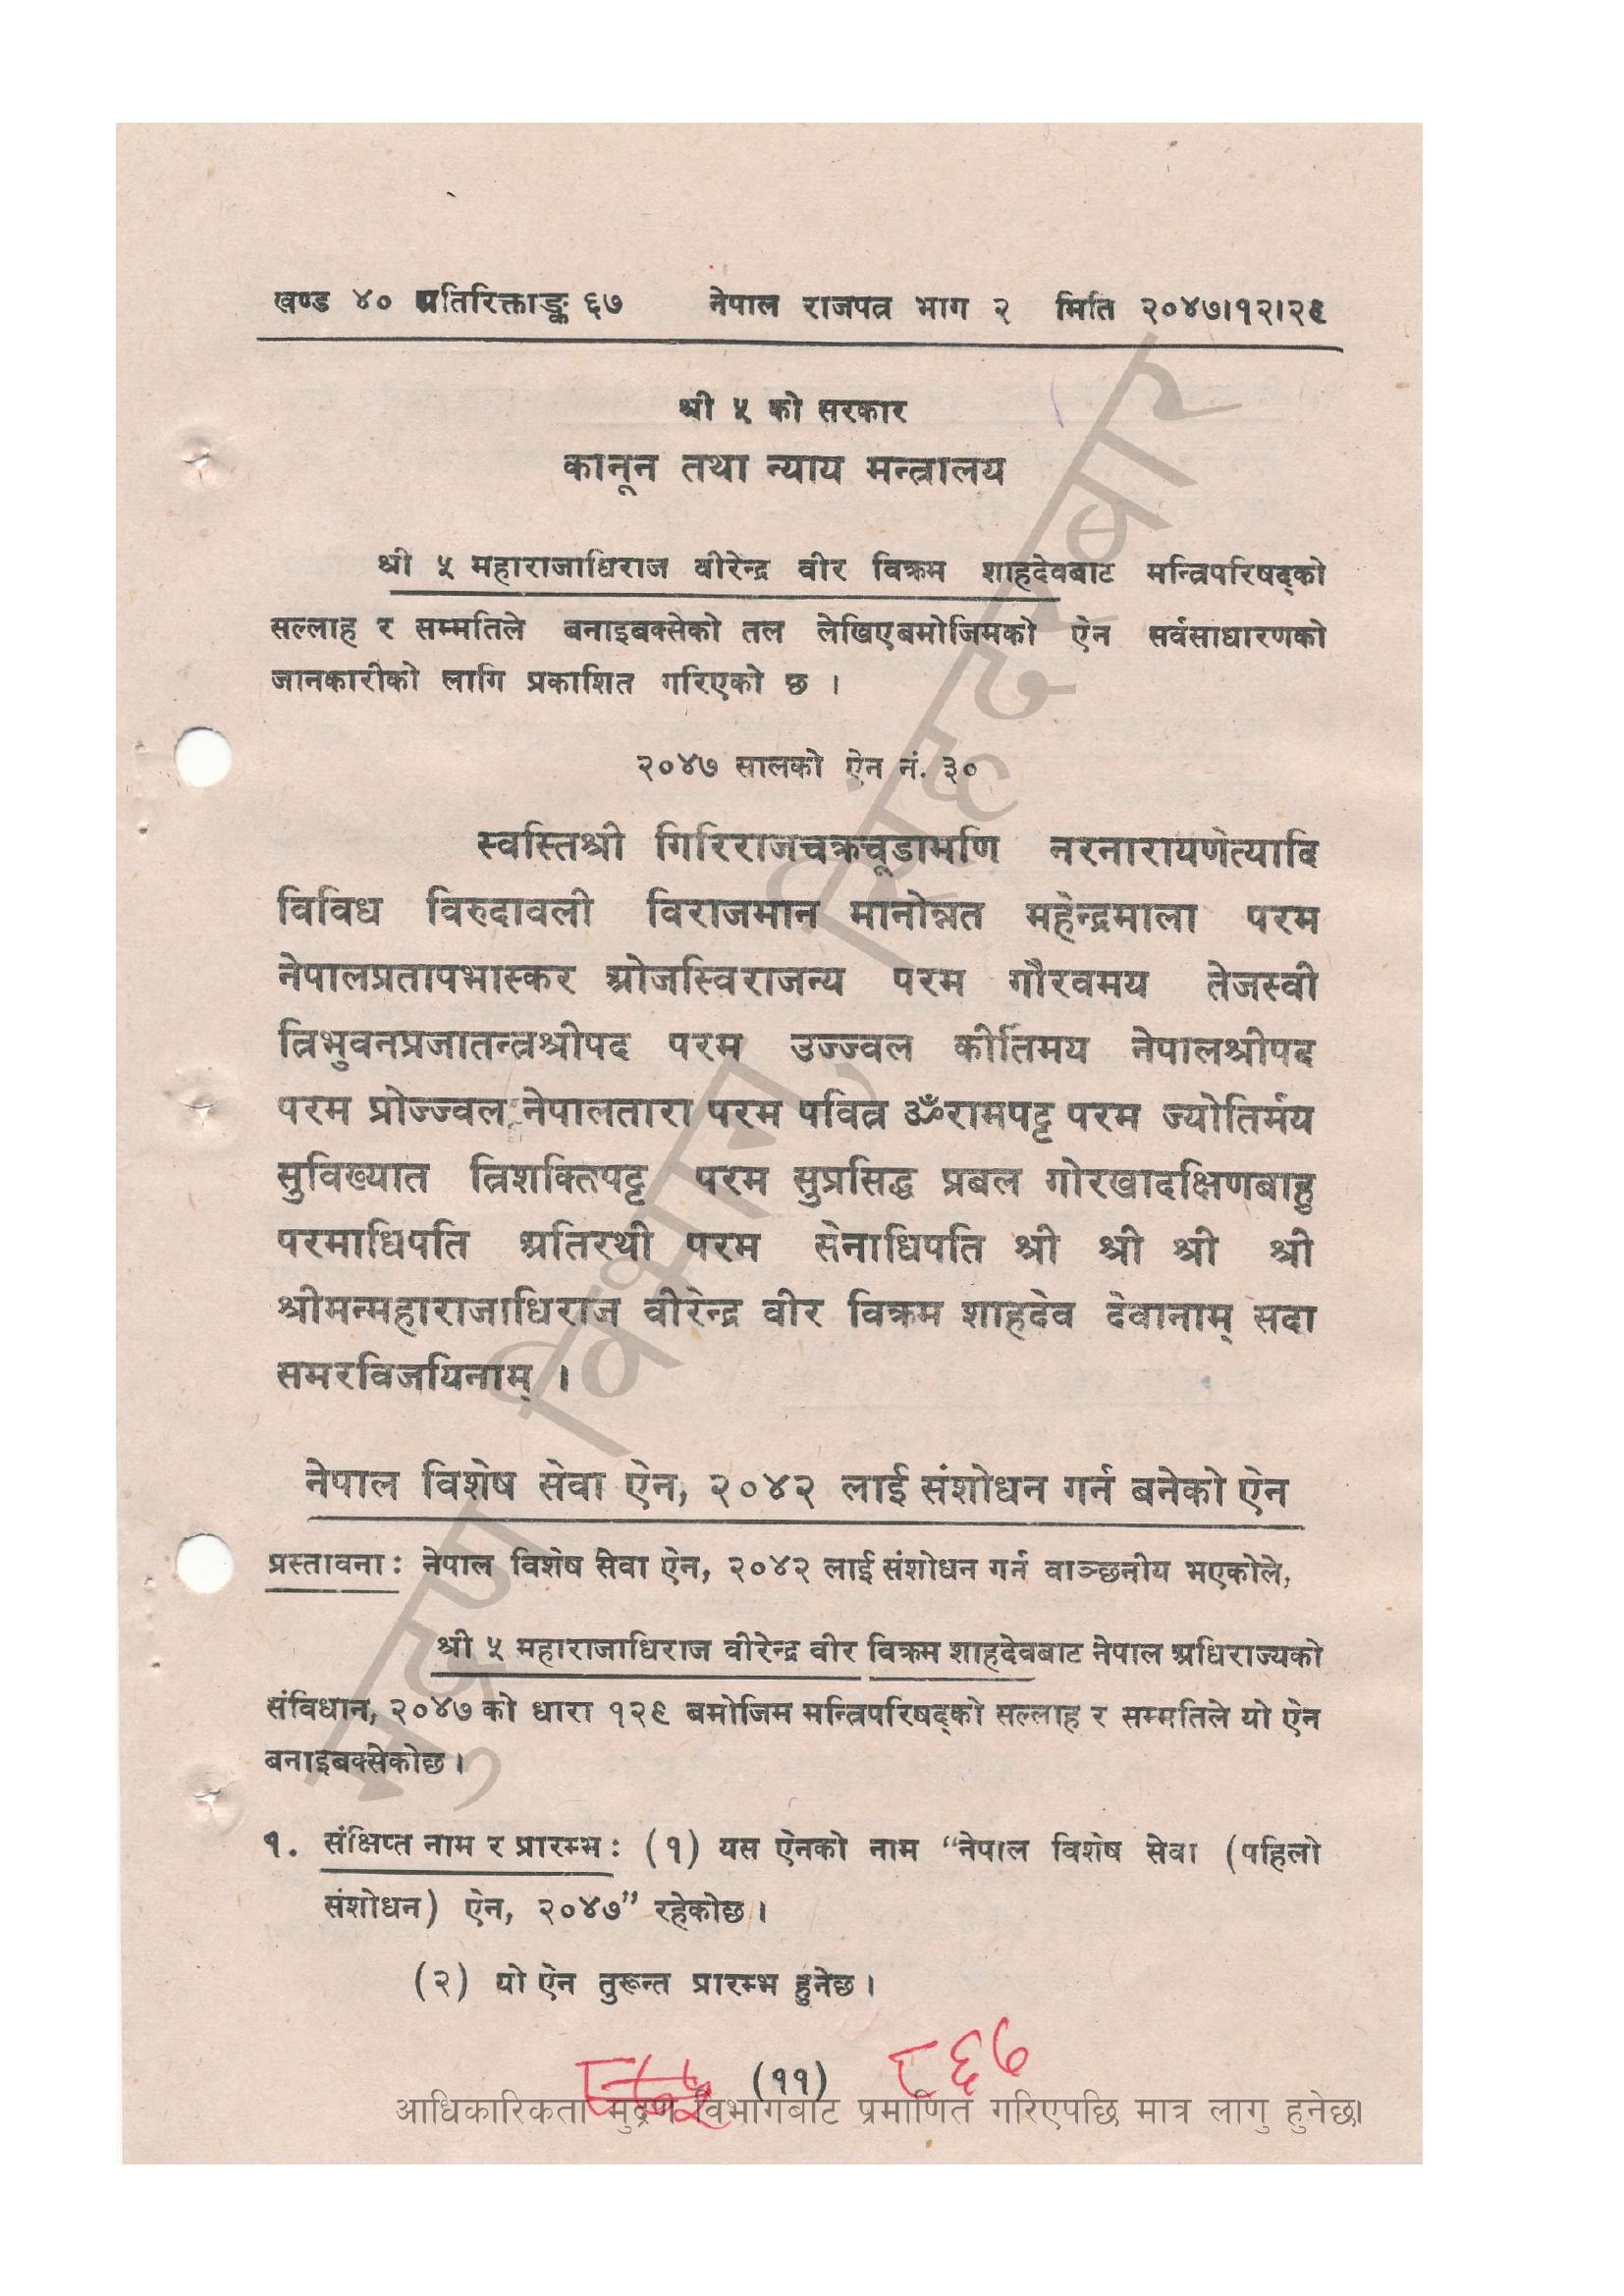 खण्ड ४० अतिरिक्ताङ्क ६७ नेपाल राजपत्र भाग २ मिति २०४७।१२।२९
श्री ५ को सरकार
कानून तथा न्याय मन्त्रालय
श्री ५ महाराजाधिराज वीरेन्द्र वीर विक्रम शाहदेवबाट मन्त्रिपरिषद्को
सल्लाह र सम्मतिले बनाइबक्सेको तल लेखिएबमोजिमको ऐन सर्वसाधारणको
जानकारीको लागि प्रकाशित गरिएको छ ।
२०४७ सालको ऐन नं. ३०
स्वस्तिश्री गिरिराजचक्रचूडामणि नरनारायणेत्यादि
विविध विरुदावली विराजमान मानोन्नत महेन्द्रमाला परम
नेपालप्रतापभास्कर ओजस्विराजन्य परम गौरवमय तेजस्वी
त्रिभुवनप्रजातन्त्रश्रीपद परम उज्ज्वल कीर्तिमय नेपालश्रीपद
परम प्रोज्ज्वल नेपालतारा परम पवित्र ॐरामपट्ट परम ज्योतिर्मय
सुविख्यात त्रिशक्तिपट्ट परम सुप्रसिद्ध प्रबल गोरखादक्षिणबाहु
परमाधिपति अतिरथी परम सेनाधिपति श्री श्री श्री श्री
श्रीमन्महाराजाधिराज वीरेन्द्र वीर विक्रम शाहदेव देवानाम् सदा
समरविजयिनाम् ।
नेपाल विशेष सेवा ऐन, २०४२ लाई संशोधन गर्न बनेको ऐन
प्रस्तावना : नेपाल विशेष सेवा ऐन, २०४२ लाई संशोधन गर्न वाञ्छनीय भएकोले,
श्री ५ महाराजाधिराज वीरेन्द्र वीर विक्रम शाहदेवबाट नेपाल अधिराज्यको
संविधान, २०४७ को धारा १२९ बमोजिम मन्त्रिपरिषद्को सल्लाह र सम्मतिले यो ऐन
बनाइबक्सेकोछ ।
१. संक्षिप्त नाम र प्रारम्भ : (१) यस ऐनको नाम “नेपाल विशेष सेवा (पहिलो
संशोधन) ऐन, २०४७” रहेकोछ ।
(२) यो ऐन तुरून्त प्रारम्भ हुनेछ ।
(११) ८६७
आधिकारिकता मुद्रण विभागबाट प्रमाणित गरिएपछि मात्र लागु हुनेछ।
मुद्रण विभाग, सिंहदरबार